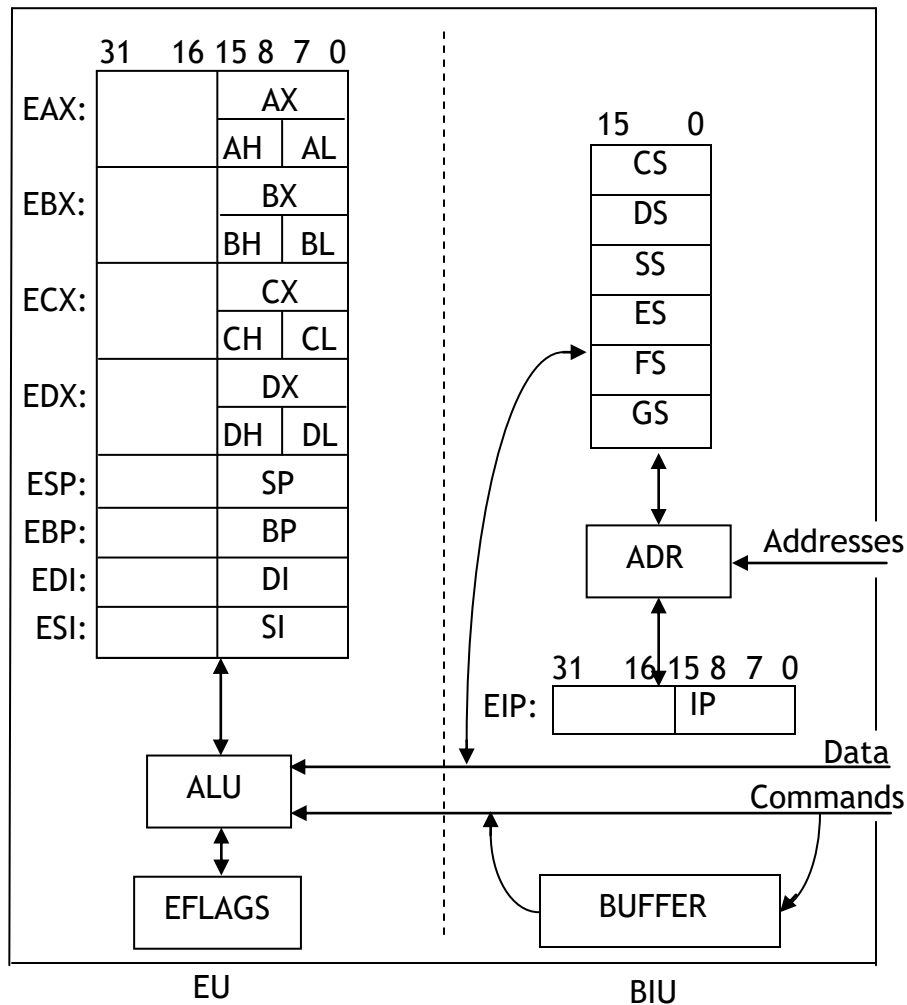 31 16 15 8 7 0
EAX: AX
AH AL
EBX: BX
BH BL
ECX: CX
CH CL
EDX: DX
DH DL
ESP: SP
EBP: BP
EDI: DI
ESI: SI
ALU
EFLAGS
EU
15 0
CS
DS
SS
ES
FS
GS
ADR
Addresses
31 16 15 8 7 0
EIP: IP
Data
Commands
BUFFER
BIU